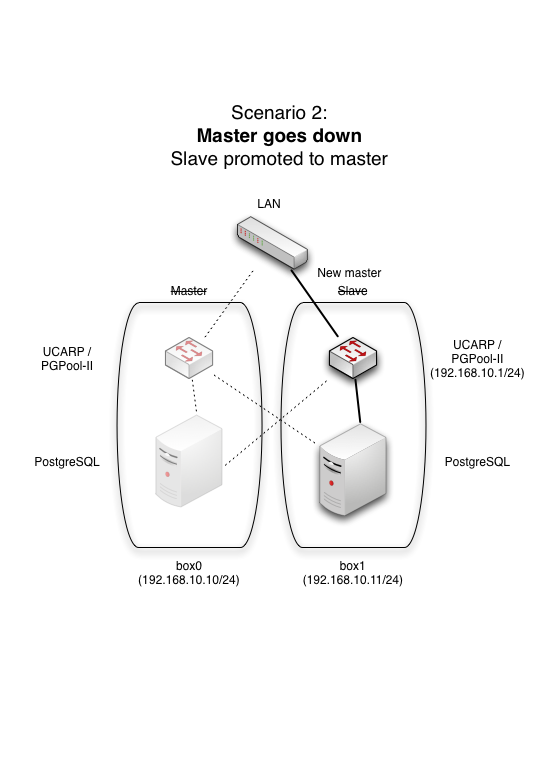 Scenario 2:
Master goes down
Slave promoted to master
LAN
New master
Master
Slave
UCARP /
PGPool-II
UCARP /
PGPool-II
(192.168.10.1/24)
PostgreSQL
PostgreSQL
box0
(192.168.10.10/24)
box1
(192.168.10.11/24)